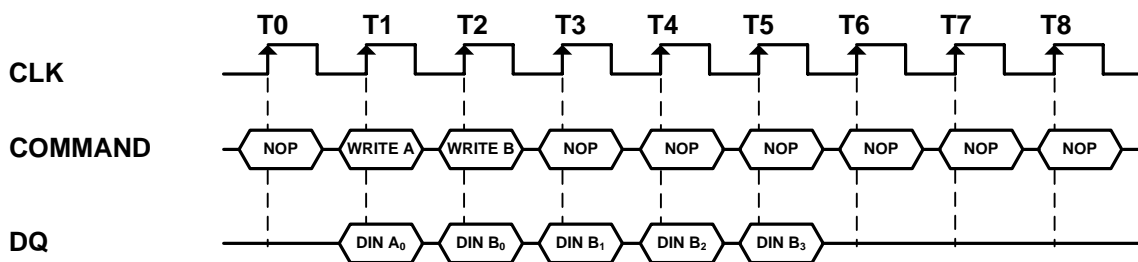 T0 T1 T2 T3 T4 T5 T6 T7 T8
CLK
COMMAND NOP WRITE A WRITE B NOP NOP NOP NOP NOP NOP
DQ DIN A₀ DIN B₀ DIN B₁ DIN B₂ DIN B₃